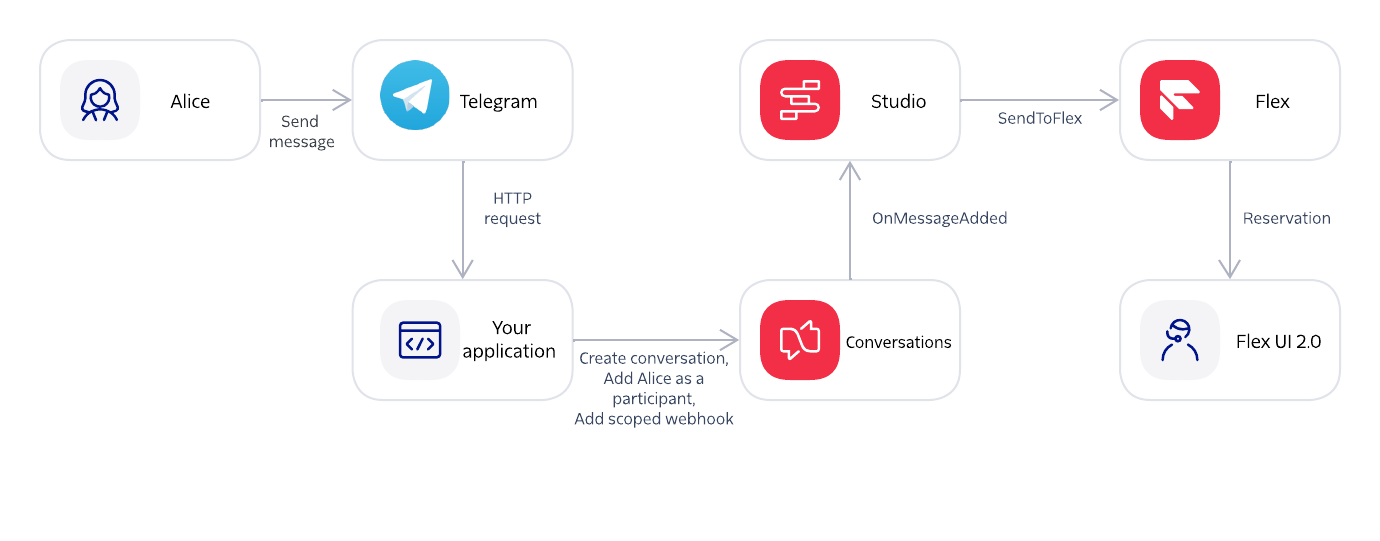 Alice
Send
message
Telegram
Studio
SendToFlex
Flex
HTTP
request
OnMessageAdded
Reservation
Your
application
Create conversation,
Add Alice as a
participant,
Add scoped webhook
Conversations
Flex UI 2.0